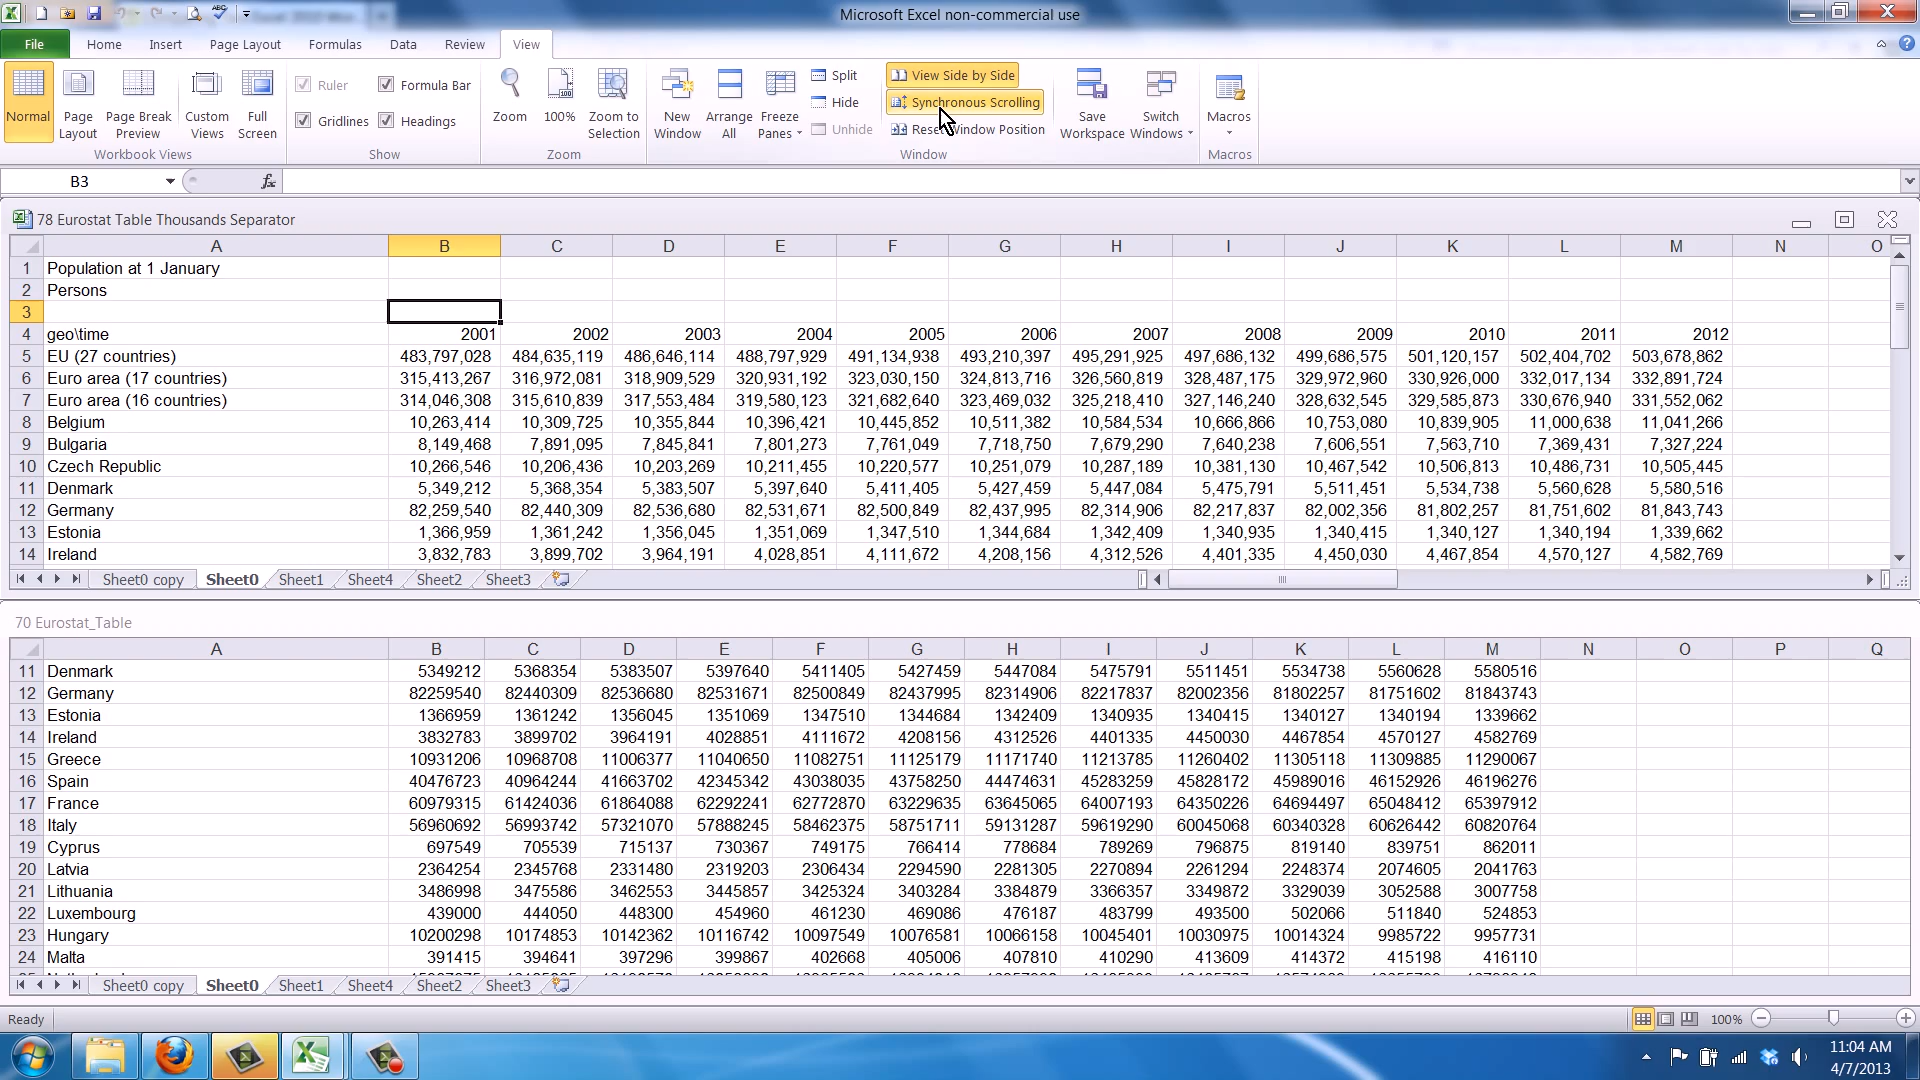 Microsoft Excel non-commercial use
File Home Insert Page Layout Formulas Data Review View
Normal Page Layout Page Break Preview Custom Views Full Screen
Workbook Views
Ruler Formula Bar
Gridlines Headings
Show
Zoom 100% Zoom to Selection
Zoom
New Window Arrange All Freeze Panes
Split View Side by Side
Hide Synchronous Scrolling
Unhide Reset Window Position
Window
Save Workspace Switch Windows
Macros
Macros
B3 fx
78 Eurostat Table Thousands Separator
A B C D E F G H I J K L M N O
1 Population at 1 January
2 Persons
3
4 geo\time 2001 2002 2003 2004 2005 2006 2007 2008 2009 2010 2011 2012
5 EU (27 countries) 483,797,028 484,635,119 486,646,114 488,797,929 491,134,938 493,210,397 495,291,925 497,686,132 499,686,575 501,120,157 502,404,702 503,678,862
6 Euro area (17 countries) 315,413,267 316,972,081 318,909,529 320,931,192 323,030,150 324,813,716 326,560,819 328,487,175 329,972,960 330,926,000 332,017,134 332,891,724
7 Euro area (16 countries) 314,046,308 315,610,839 317,553,484 319,580,123 321,682,640 323,469,032 325,218,410 327,146,240 328,632,545 329,585,873 330,676,940 331,552,062
8 Belgium 10,263,414 10,309,725 10,355,844 10,396,421 10,445,852 10,511,382 10,584,534 10,666,866 10,753,080 10,839,905 11,000,638 11,041,266
9 Bulgaria 8,149,468 7,891,095 7,845,841 7,801,273 7,761,049 7,718,750 7,679,290 7,640,238 7,606,551 7,563,710 7,369,431 7,327,224
10 Czech Republic 10,266,546 10,206,436 10,203,269 10,211,455 10,220,577 10,251,079 10,287,189 10,381,130 10,467,542 10,506,813 10,486,731 10,505,445
11 Denmark 5,349,212 5,368,354 5,383,507 5,397,640 5,411,405 5,427,459 5,447,084 5,475,791 5,511,451 5,534,738 5,560,628 5,580,516
12 Germany 82,259,540 82,440,309 82,536,680 82,531,671 82,500,849 82,437,995 82,314,906 82,217,837 82,002,356 81,802,257 81,751,602 81,843,743
13 Estonia 1,366,959 1,361,242 1,356,045 1,351,069 1,347,510 1,344,684 1,342,409 1,340,935 1,340,415 1,340,127 1,340,194 1,339,662
14 Ireland 3,832,783 3,899,702 3,964,191 4,028,851 4,111,672 4,208,156 4,312,526 4,401,335 4,450,030 4,467,854 4,570,127 4,582,769
Sheet0 copy Sheet0 Sheet1 Sheet4 Sheet2 Sheet3
70 Eurostat_Table
A B C D E F G H I J K L M N O P Q
11 Denmark 5349212 5368354 5383507 5397640 5411405 5427459 5447084 5475791 5511451 5534738 5560628 5580516
12 Germany 82259540 82440309 82536680 82531671 82500849 82437995 82314906 82217837 82002356 81802257 81751602 81843743
13 Estonia 1366959 1361242 1356045 1351069 1347510 1344684 1342409 1340935 1340415 1340127 1340194 1339662
14 Ireland 3832783 3899702 3964191 4028851 4111672 4208156 4312526 4401335 4450030 4467854 4570127 4582769
15 Greece 10931206 10968708 11006377 11040650 11082751 11125179 11171740 11213785 11260402 11305118 11309885 11290067
16 Spain 40476723 40964244 41663702 42345342 43038035 43758250 44474631 45283259 45828172 45989016 46152926 46196276
17 France 60979315 61424036 61864088 62292241 62772870 63229635 63645065 64007193 64350226 64694497 65048412 65397912
18 Italy 56960692 56993742 57321070 57888245 58462375 58751711 59131287 59619290 60045068 60340328 60626442 60820764
19 Cyprus 697549 705539 715137 730367 749175 766414 778684 789269 796875 819140 839751 862011
20 Latvia 2364254 2345768 2331480 2319203 2306434 2294590 2281305 2270894 2261294 2248374 2074605 2041763
21 Lithuania 3486998 3475586 3462553 3445857 3425324 3403284 3384879 3366357 3349872 3329039 3052588 3007758
22 Luxembourg 439000 444050 448300 454960 461230 469086 476187 483799 493500 502066 511840 524853
23 Hungary 10200298 10174853 10142362 10116742 10097549 10076581 10066158 10045401 10030975 10014324 9985722 9957731
24 Malta 391415 394641 397296 399867 402668 405006 407810 410290 413609 414372 415198 416110
Sheet0 copy Sheet0 Sheet1 Sheet4 Sheet2 Sheet3
Ready 100%
11:04 AM
4/7/2013